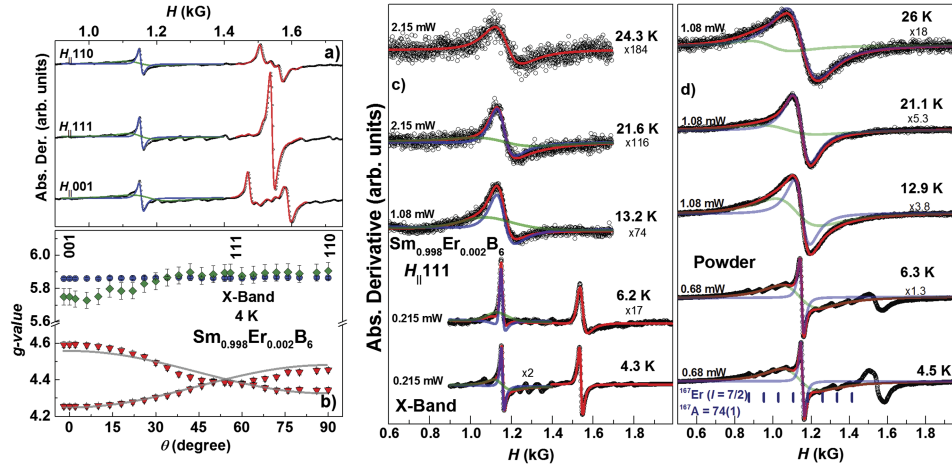 H (kG)
1.0 1.2 1.4 1.6
a)
H||110
H||111
H||001
Abs. Der. (arb. units)
001 111 110
6.0
5.8
5.6
4.6
4.4
4.2
g-value
X-Band
4 K
Sm0.998Er0.002B6
b)
0 15 30 45 60 75 90
θ (degree)
2.15 mW
24.3 K
x184
c)
2.15 mW
21.6 K
x116
1.08 mW
13.2 K
x74
Sm0.998Er0.002B6
H||111
6.2 K
x17
0.215 mW
4.3 K
x2
0.215 mW
X-Band
Abs. Derivative (arb. units)
0.6 0.8 1.0 1.2 1.4 1.6 1.8
H (kG)
26 K
x18
1.08 mW
d)
21.1 K
x5.3
1.08 mW
12.9 K
x3.8
1.08 mW
Powder
6.3 K
x1.3
0.68 mW
0.68 mW
4.5 K
167Er (I = 7/2)
167A = 74(1)
0.8 1.0 1.2 1.4 1.6 1.8
H (kG)